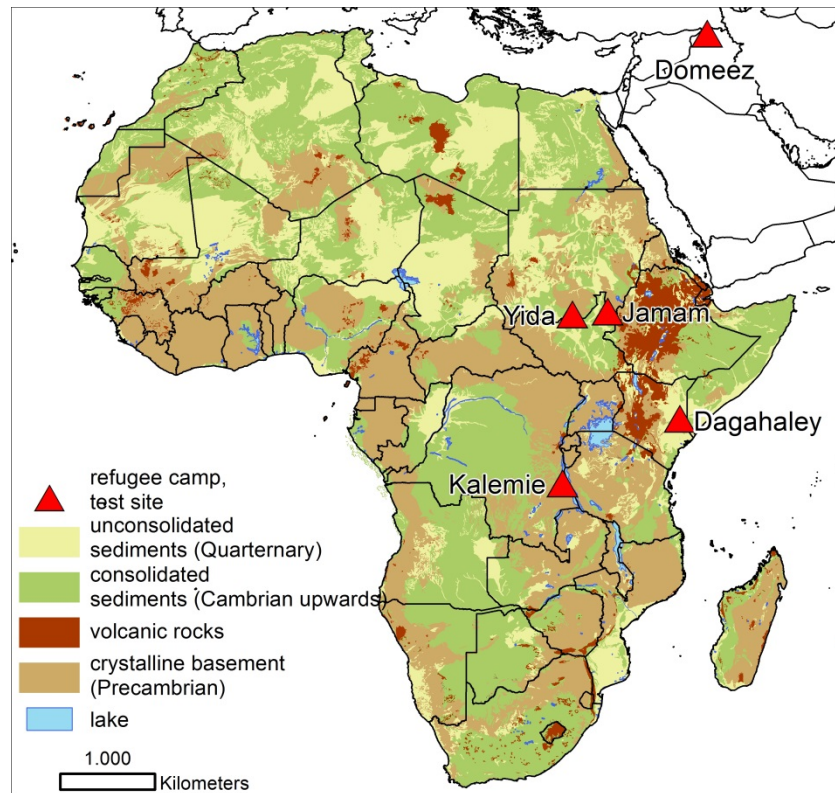 Domeez
Yida
Jamam
Dagahaley
Kalemie
refugee camp,
test site
unconsolidated
sediments (Quarternary)
consolidated
sediments (Cambrian upwards)
volcanic rocks
crystalline basement
(Precambrian)
lake
1.000
Kilometers